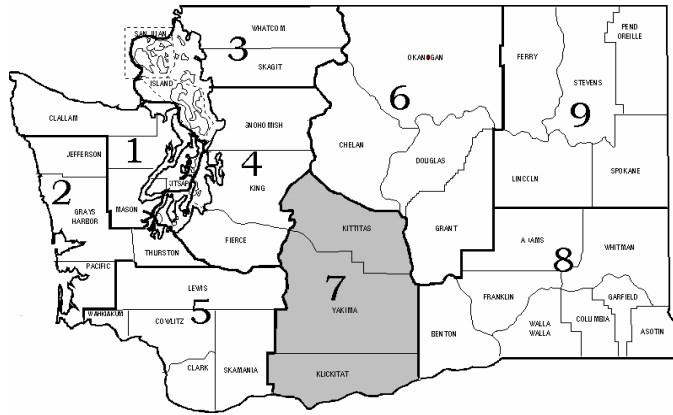 SAN JUAN
WHATCOM
3
SKAGIT
ISLAND
OKANOGAN
6
FERRY
PEND
OREILLE
STEVENS
9
CLALLAM
1
JEFFERSON
2
GRAYS
HARBOR
MASON
KITSAP
SNOHOMISH
4
KING
CHELAN
DOUGLAS
LINCOLN
SPOKANE
PIERCE
THURSTON
KITTITAS
GRANT
ADAMS
WHITMAN
8
PACIFIC
LEWIS
5
WAHKIAKUM
COWLITZ
7
YAKIMA
FRANKLIN
BENTON
WALLA
WALLA
COLUMBIA
GARFIELD
ASOTIN
CLARK
SKAMANIA
KLICKITAT